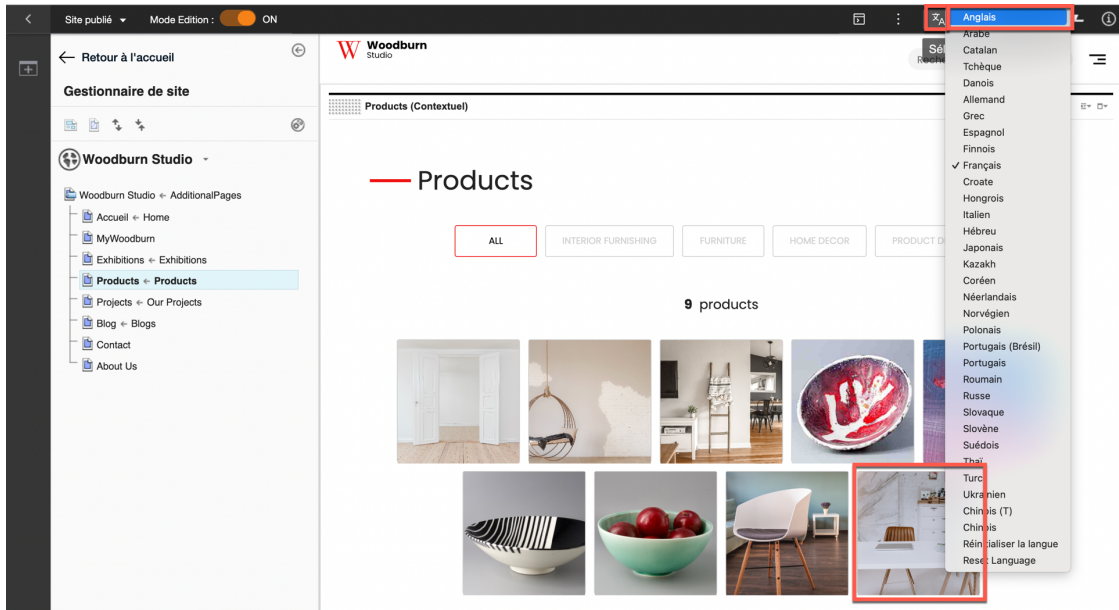 Site publié
Mode Edition :
ON
Retour à l'accueil
Gestionnaire de site
Woodburn Studio
Woodburn Studio ← AdditionalPages
Accueil ← Home
MyWoodburn
Exhibitions ← Exhibitions
Products ← Products
Projects ← Our Projects
Blog ← Blogs
Contact
About Us
W Woodburn
Studio
Products (Contextuel)
Products
ALL
INTERIOR FURNISHING
FURNITURE
HOME DECOR
PRODUCT D
9 products
Anglais
Arabe
Catalan
Tchèque
Danois
Allemand
Grec
Espagnol
Finnois
✓ Français
Croate
Hongrois
Italien
Hébreu
Japonais
Kazakh
Coréen
Néerlandais
Norvégien
Polonais
Portugais (Brésil)
Portugais
Roumain
Russe
Slovaque
Slovène
Suédois
Thaï
Turc
Ukrainien
Chinois (T)
Chinois
Réinitialiser la langue
Reset Language